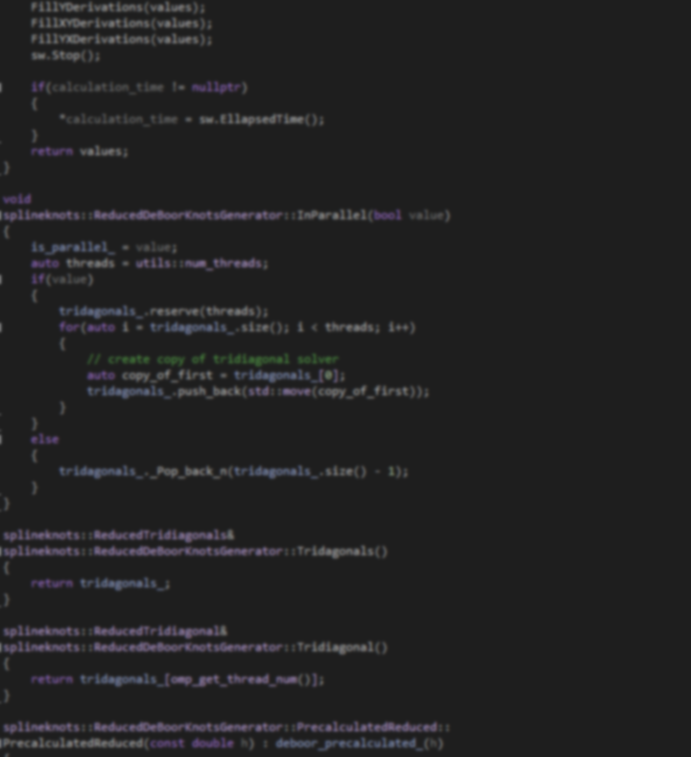 FillYDerivations(values);
FillXYDerivations(values);
FillYXDerivations(values);
sw.Stop();
if(calculation_time != nullptr)
{
*calculation_time = sw.EllapsedTime();
}
return values;
}
void
splineknots::ReducedDeBoorKnotsGenerator::InParallel(bool value)
{
is_parallel_ = value;
auto threads = utils::num_threads;
if(value)
{
tridagonals_.reserve(threads);
for(auto i = tridagonals_.size(); i < threads; i++)
{
// create copy of tridiagonal solver
auto copy_of_first = tridagonals_[0];
tridagonals_.push_back(std::move(copy_of_first));
}
}
else
{
tridagonals_._Pop_back_n(tridagonals_.size() - 1);
}
}
splineknots::ReducedTridiagonals&
splineknots::ReducedDeBoorKnotsGenerator::Tridagonals()
{
return tridagonals_;
}
splineknots::ReducedTridiagonal&
splineknots::ReducedDeBoorKnotsGenerator::Tridiagonal()
{
return tridagonals_[omp_get_thread_num()];
}
splineknots::ReducedDeBoorKnotsGenerator::PrecalculatedReduced::
PrecalculatedReduced(const double h) : deboor_precalculated_(h)